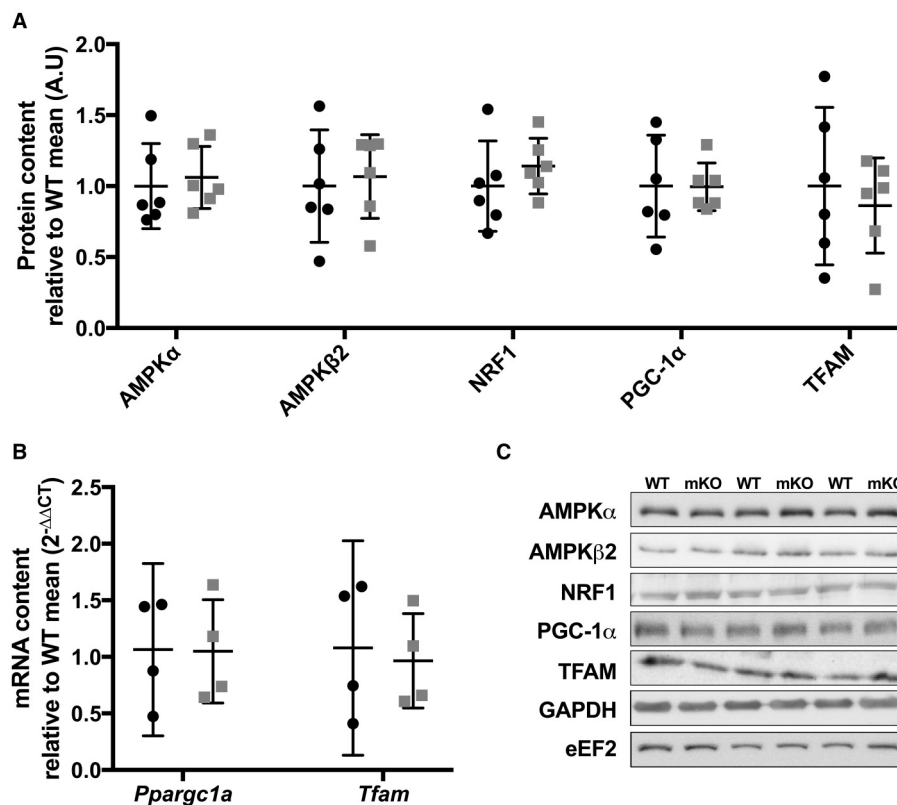 A
Protein content
relative to WT mean (A.U)
2.0
1.5
1.0
0.5
0.0
AMPKα
AMPKβ2
NRF1
PGC-1α
TFAM
B
mRNA content
relative to WT mean (2-ΔΔCT)
2.5
2.0
1.5
1.0
0.5
0.0
Ppargc1a
Tfam
C
WT mKO WT mKO WT mKO
AMPKα
AMPKβ2
NRF1
PGC-1α
TFAM
GAPDH
eEF2